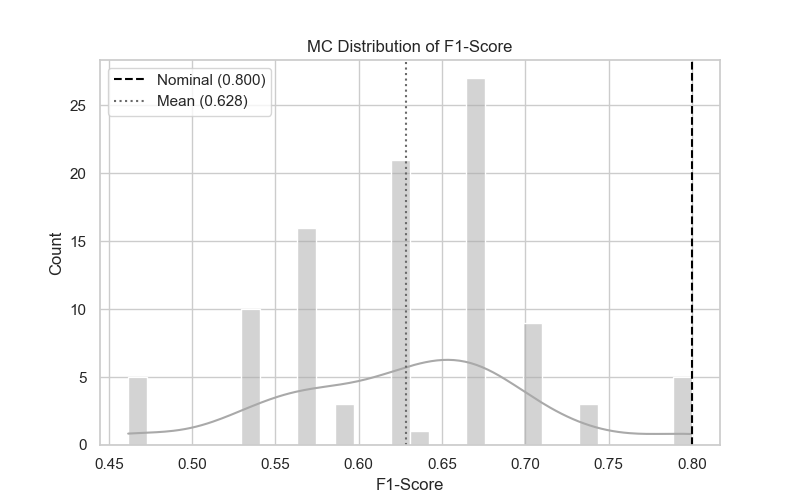 MC Distribution of F1-Score
Nominal (0.800)
Mean (0.628)
Count
25
20
15
10
5
0
0.45 0.50 0.55 0.60 0.65 0.70 0.75 0.80
F1-Score